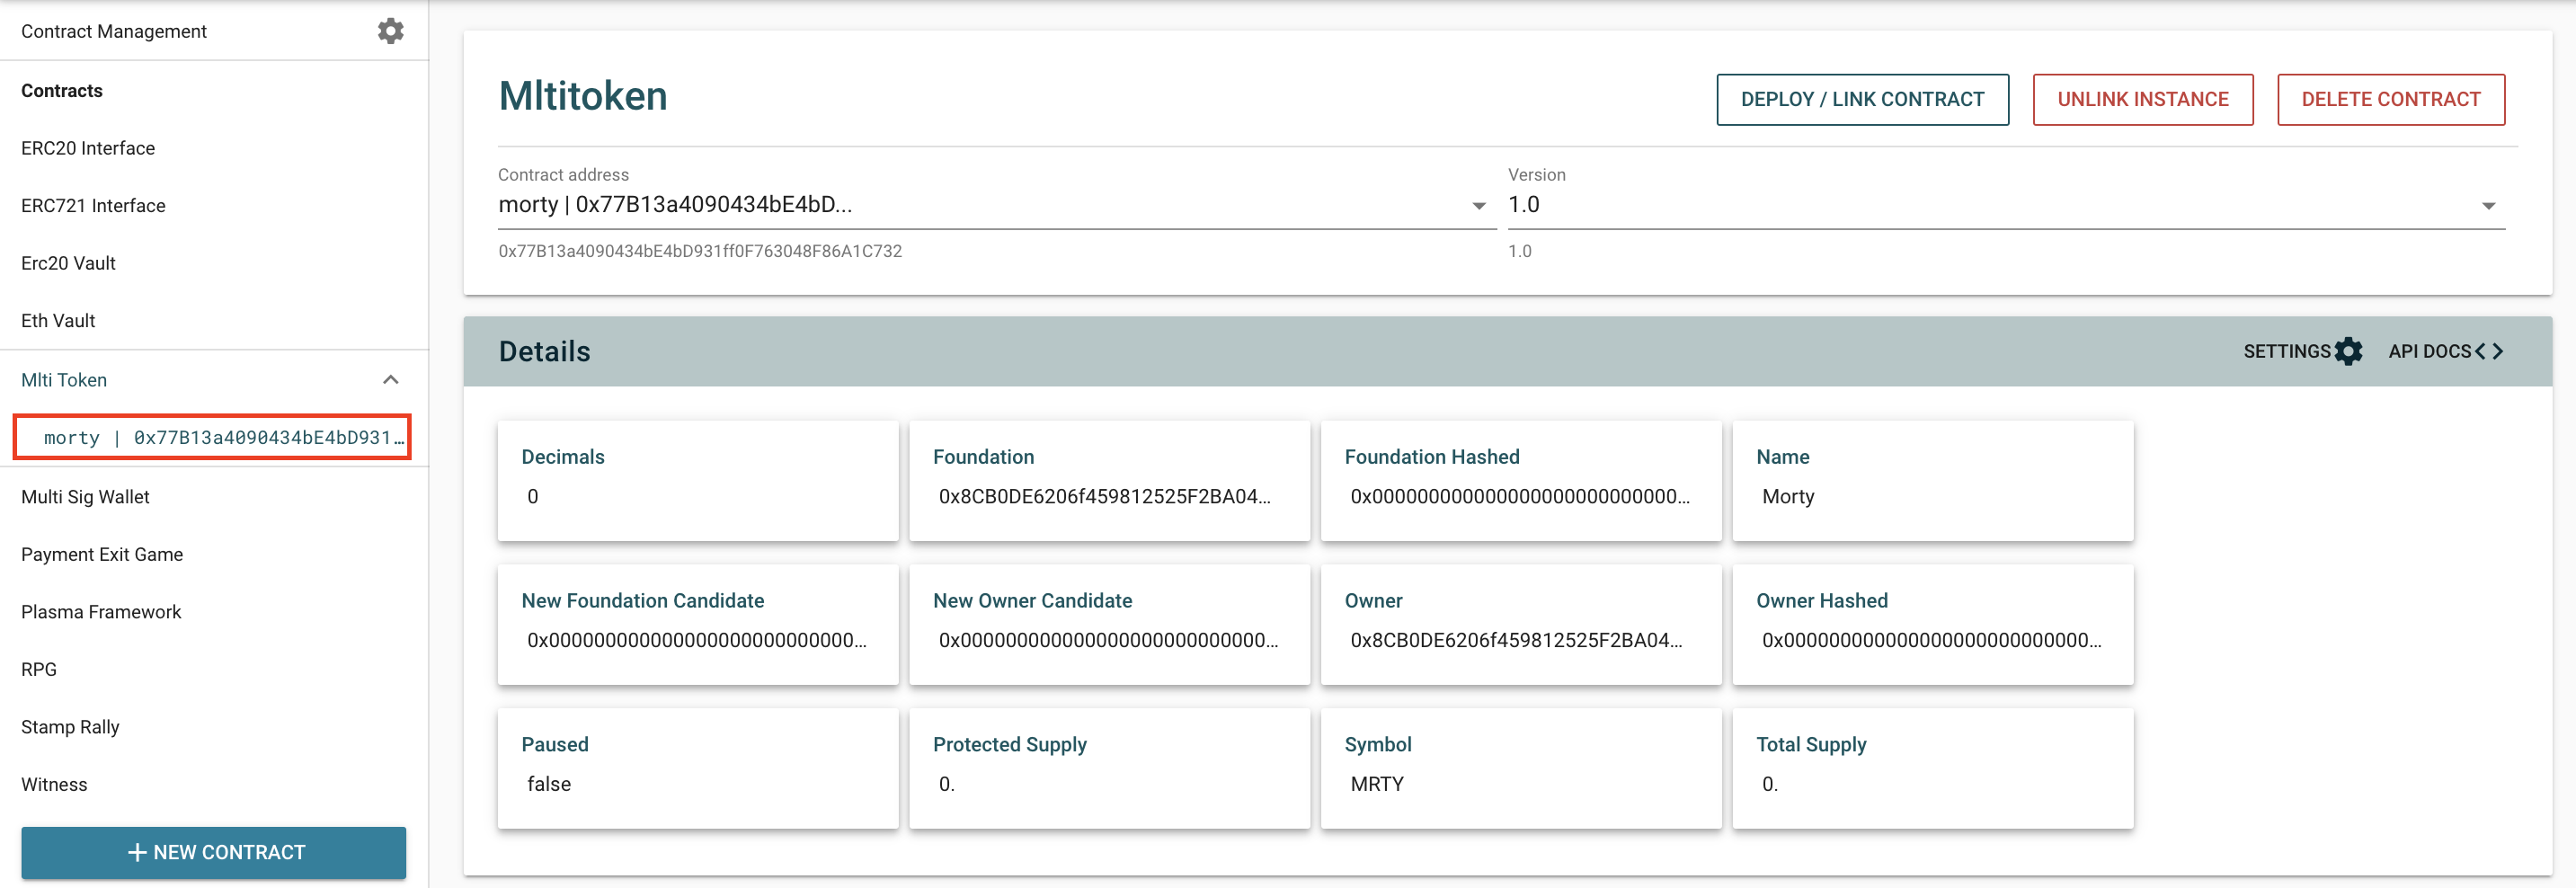 Contract Management
Contracts
ERC20 Interface
ERC721 Interface
Erc20 Vault
Eth Vault
Mlti Token
morty | 0x77B13a4090434bE4bD931…
Multi Sig Wallet
Payment Exit Game
Plasma Framework
RPG
Stamp Rally
Witness
+ NEW CONTRACT
Mltitoken
DEPLOY / LINK CONTRACT
UNLINK INSTANCE
DELETE CONTRACT
Contract address
morty | 0x77B13a4090434bE4bD...
0x77B13a4090434bE4bD931ff0F763048F86A1C732
Version
1.0
1.0
Details
SETTINGS
API DOCS
Decimals
0
Foundation
0x8CB0DE6206f459812525F2BA04...
Foundation Hashed
0x000000000000000000000000000...
Name
Morty
New Foundation Candidate
0x000000000000000000000000000...
New Owner Candidate
0x000000000000000000000000000...
Owner
0x8CB0DE6206f459812525F2BA04...
Owner Hashed
0x000000000000000000000000000...
Paused
false
Protected Supply
0.
Symbol
MRTY
Total Supply
0.